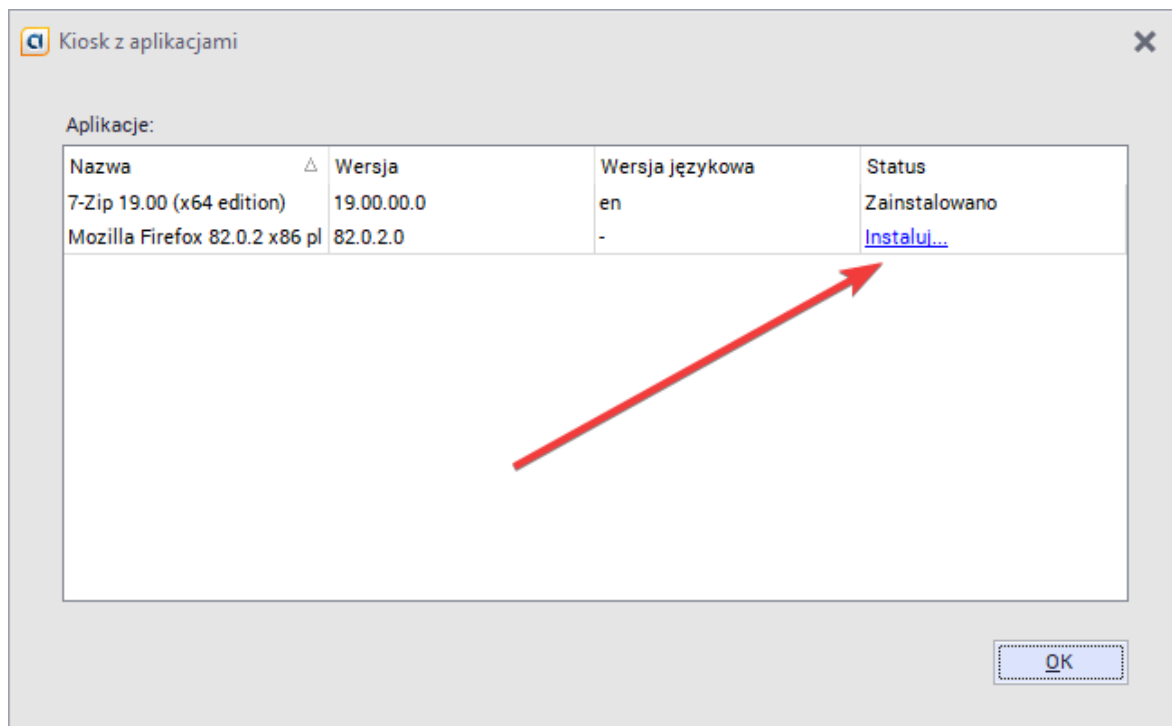 Kiosk z aplikacjami
Aplikacje:
Nazwa Wersja Wersja językowa Status
7-Zip 19.00 (x64 edition) 19.00.00.0 en Zainstalowano
Mozilla Firefox 82.0.2 x86 pl 82.0.2.0 - Instaluj...
OK